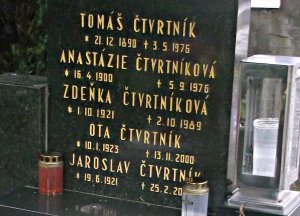 TOMÁŠ ČTVRTNÍK
* 21.12.1890 + 3.5.1976
ANASTÁZIE ČTVRTNÍKOVÁ
* 16.4.1900 + 5.9.1976
ZDEŇKA ČTVRTNÍKOVÁ
* 1.10.1921 + 2.10.1989
OTA ČTVRTNÍK
* 10.1.1923 + 13.11.2000
JAROSLAV ČTVRTNÍK
* 19.6.1921 + 25.2.20